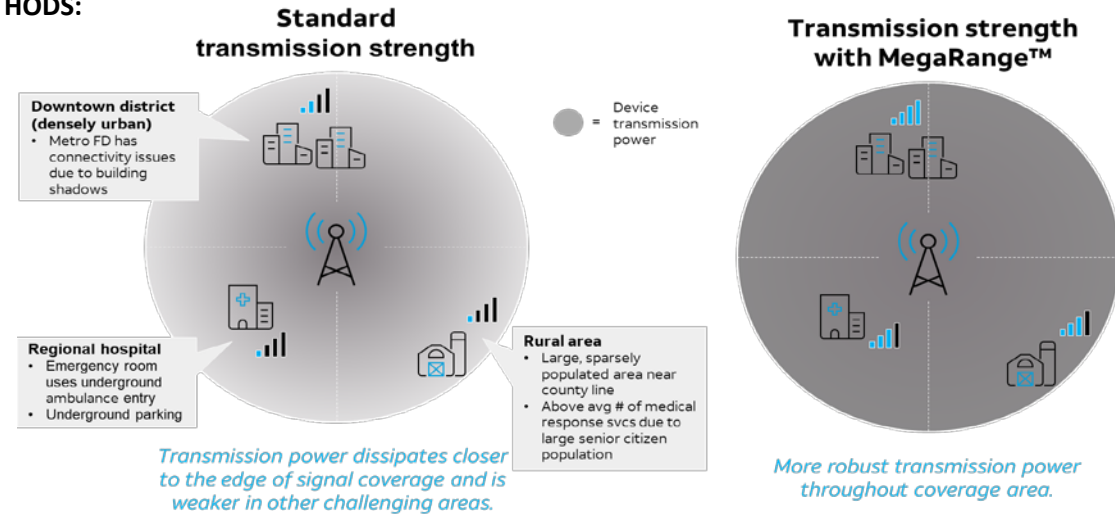 HODS:
Standard
transmission strength
Downtown district
(densely urban)
• Metro FD has
connectivity issues
due to building
shadows
Regional hospital
• Emergency room
uses underground
ambulance entry
• Underground parking
Rural area
• Large, sparsely
populated area near
county line
• Above avg # of medical
response svcs due to
large senior citizen
population
Transmission power dissipates closer
to the edge of signal coverage and is
weaker in other challenging areas.
= Device
transmission
power
Transmission strength
with MegaRange™
More robust transmission power
throughout coverage area.